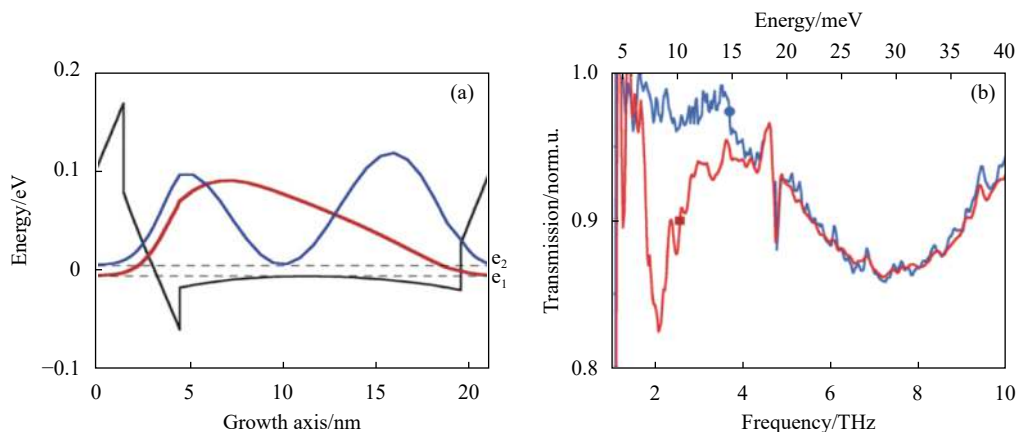 0.2
0.1
0
−0.1
Energy/eV
(a)
e₂
e₁
0 5 10 15 20
Growth axis/nm
Energy/meV
5 10 15 20 25 30 35 40
1.0
0.9
0.8
Transmission/norm.u.
(b)
2 4 6 8 10
Frequency/THz